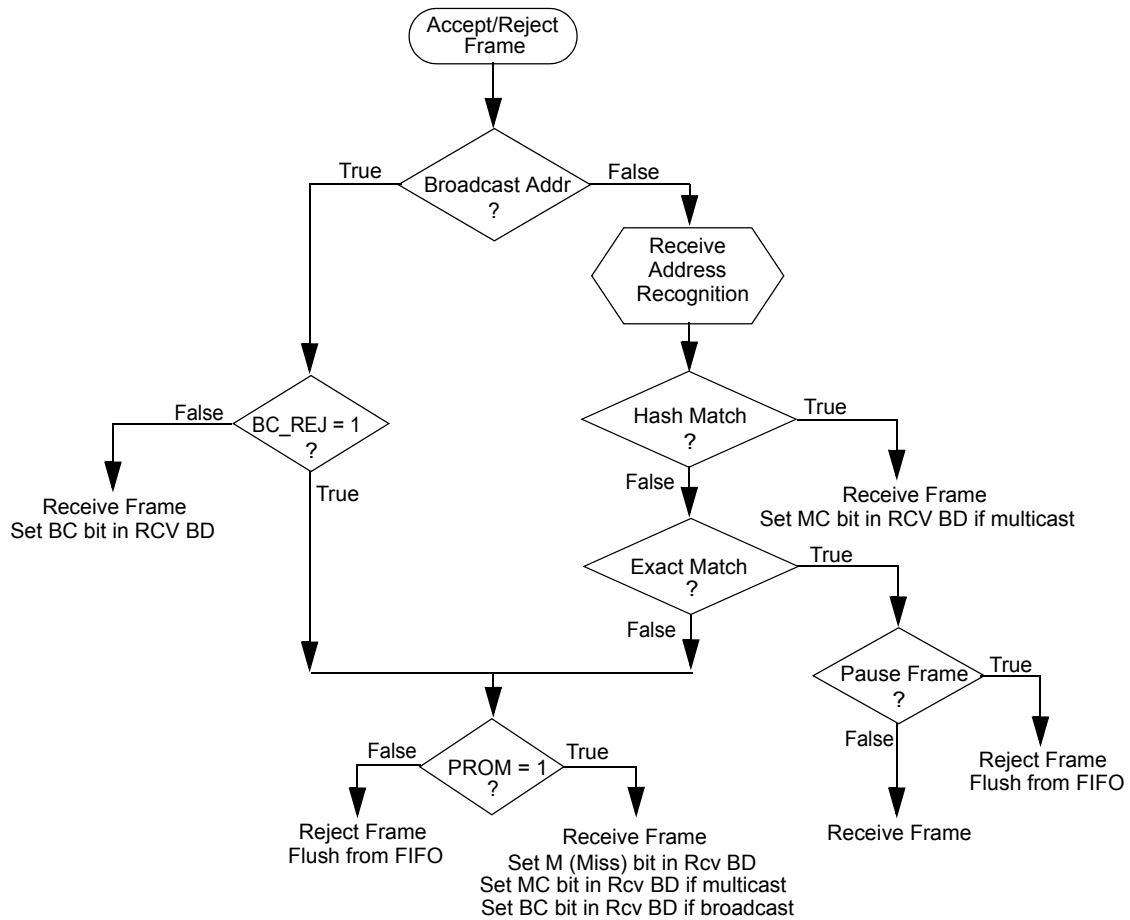 Accept/Reject
Frame
True
False
Broadcast Addr
?
Receive
Address
Recognition
False
BC_REJ = 1
?
True
Hash Match
?
True
False
Receive Frame
Set BC bit in RCV BD
Receive Frame
Set MC bit in RCV BD if multicast
Exact Match
?
True
False
Pause Frame
?
True
False
False
PROM = 1
?
True
Reject Frame
Flush from FIFO
Reject Frame
Flush from FIFO
Receive Frame
Set M (Miss) bit in Rcv BD
Set MC bit in Rcv BD if multicast
Set BC bit in Rcv BD if broadcast
Receive Frame